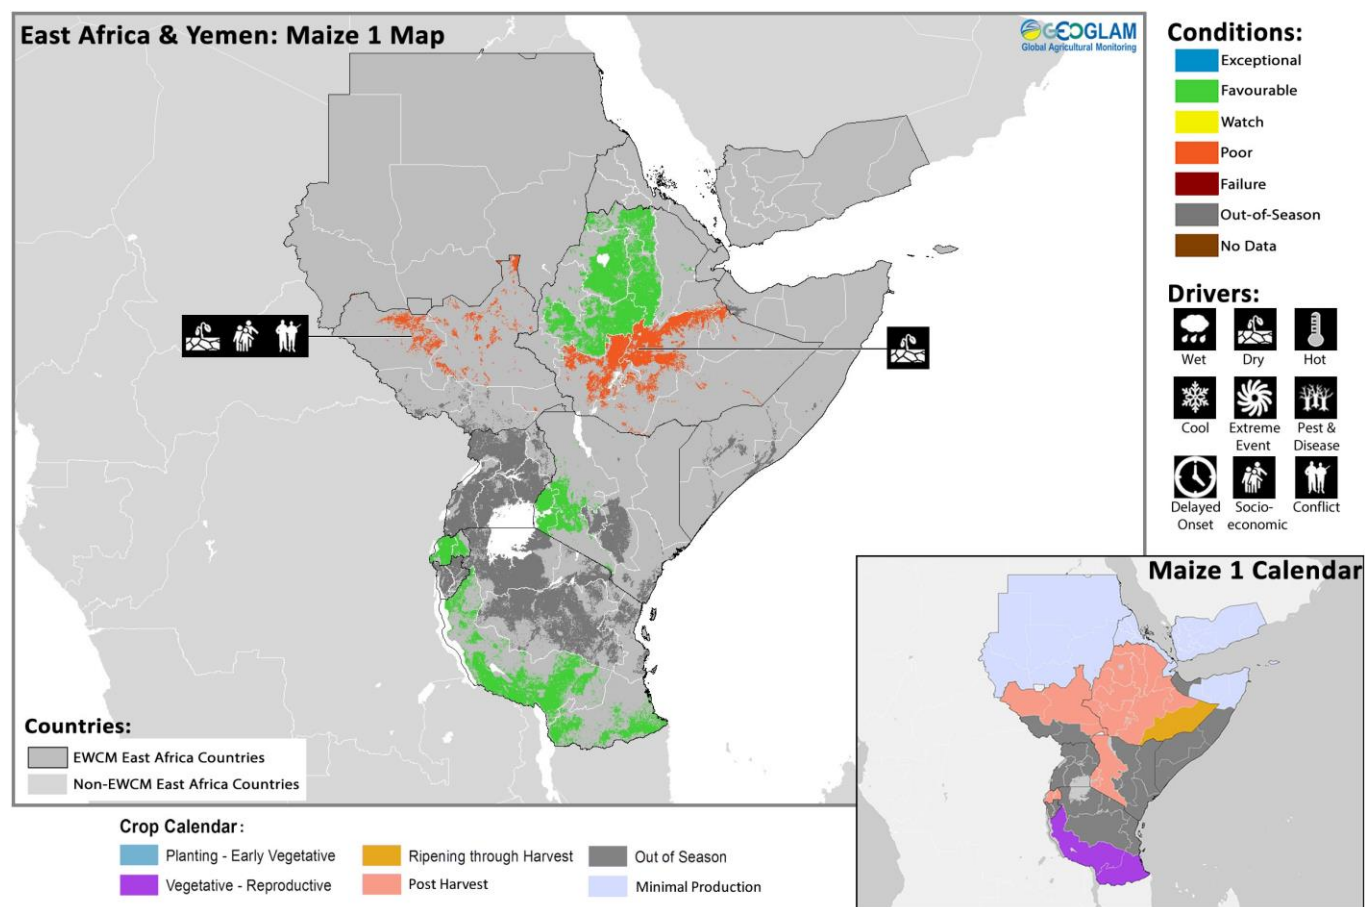 East Africa & Yemen: Maize 1 Map
GEOGLAM
Global Agricultural Monitoring
Conditions:
Exceptional
Favourable
Watch
Poor
Failure
Out-of-Season
No Data
Drivers:
Wet
Dry
Hot
Cool
Extreme
Event
Pest &
Disease
Delayed
Onset
Socio-
economic
Conflict
Countries:
EWCM East Africa Countries
Non-EWCM East Africa Countries
Maize 1 Calendar
Crop Calendar:
Planting - Early Vegetative
Ripening through Harvest
Out of Season
Vegetative - Reproductive
Post Harvest
Minimal Production